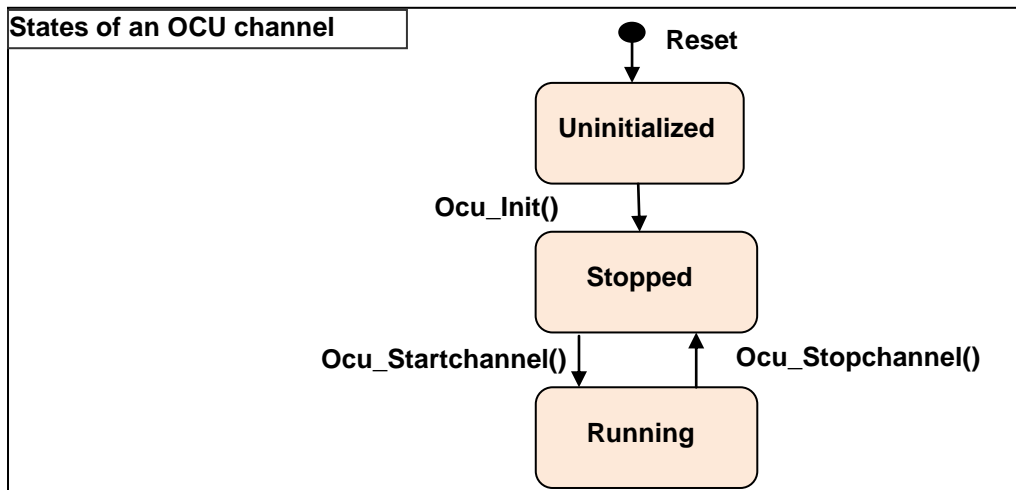 States of an OCU channel
Reset
Uninitialized
Ocu_Init()
Stopped
Ocu_Startchannel()
Ocu_Stopchannel()
Running